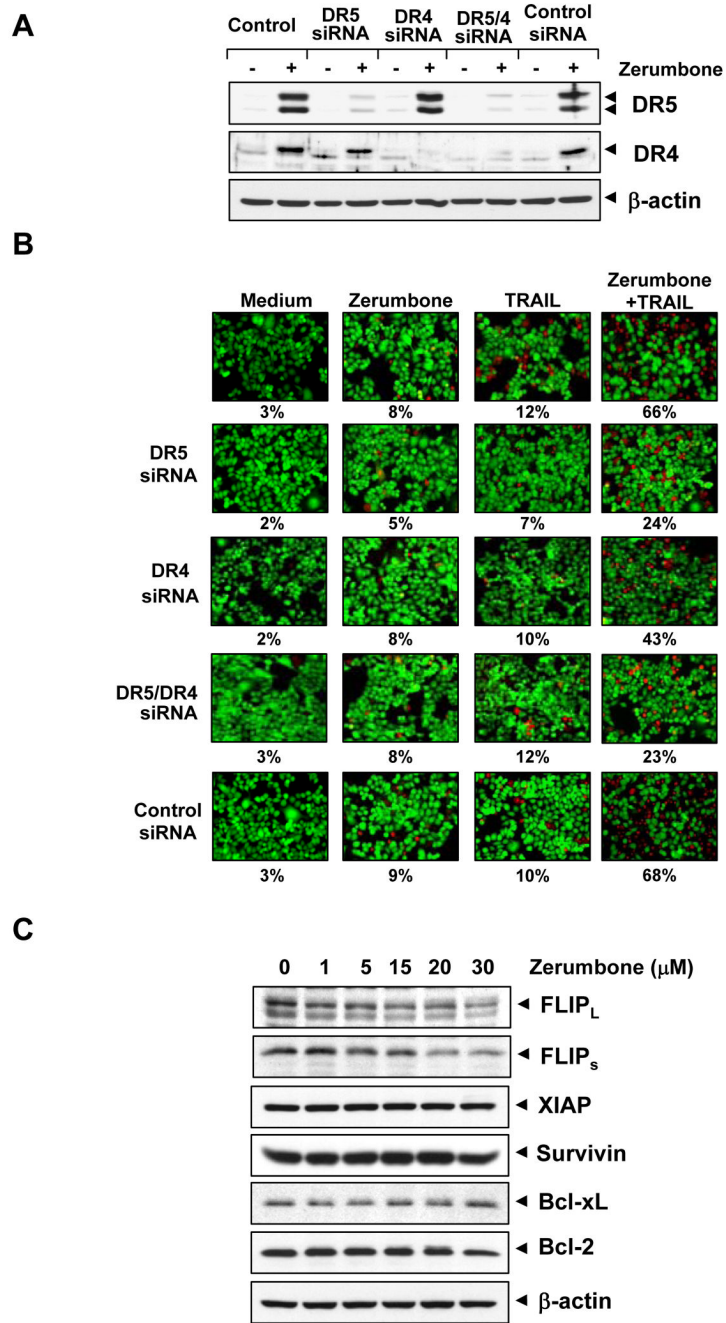 A
Control
DR5 siRNA
DR4 siRNA
DR5/4 siRNA
Control siRNA
- + - + - + - + - + Zerumbone
DR5
DR4
β-actin
B
Medium Zerumbone TRAIL Zerumbone +TRAIL
3% 8% 12% 66%
DR5
siRNA
2% 5% 7% 24%
DR4
siRNA
2% 8% 10% 43%
DR5/DR4
siRNA
3% 8% 12% 23%
Control
siRNA
3% 9% 10% 68%
C
0 1 5 15 20 30 Zerumbone (μM)
FLIPL
FLIPs
XIAP
Survivin
Bcl-xL
Bcl-2
β-actin